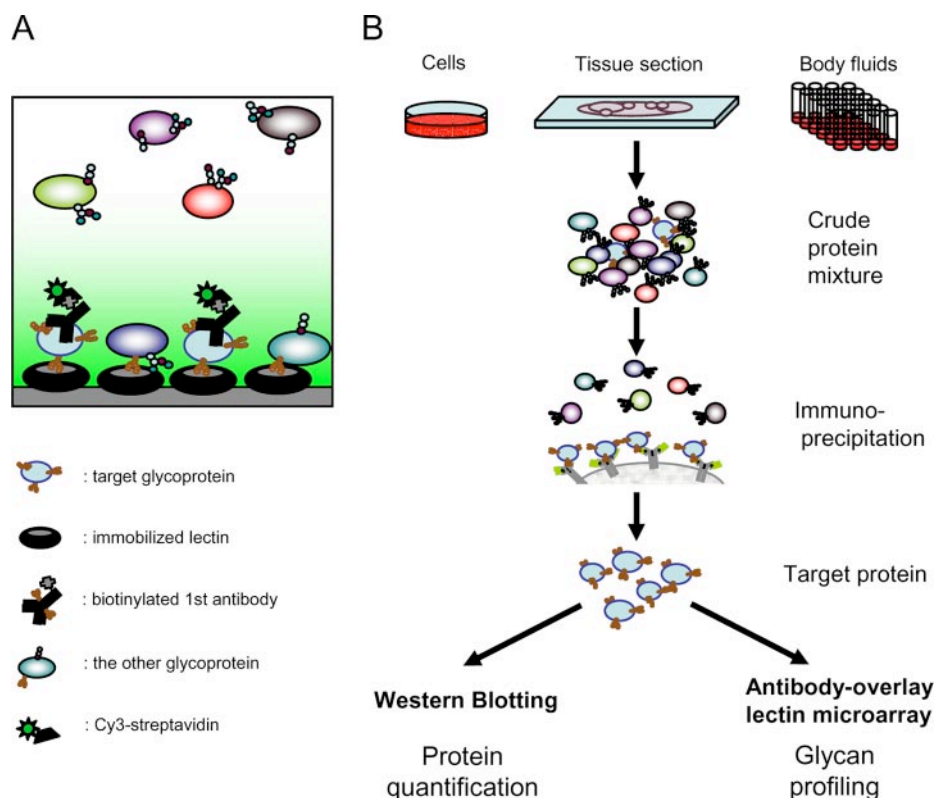 A
B
Cells
Tissue section
Body fluids
Crude
protein
mixture
Immuno-
precipitation
Target protein
Western Blotting
Antibody-overlay
lectin microarray
Protein
quantification
Glycan
profiling
: target glycoprotein
: immobilized lectin
: biotinylated 1st antibody
: the other glycoprotein
: Cy3-streptavidin